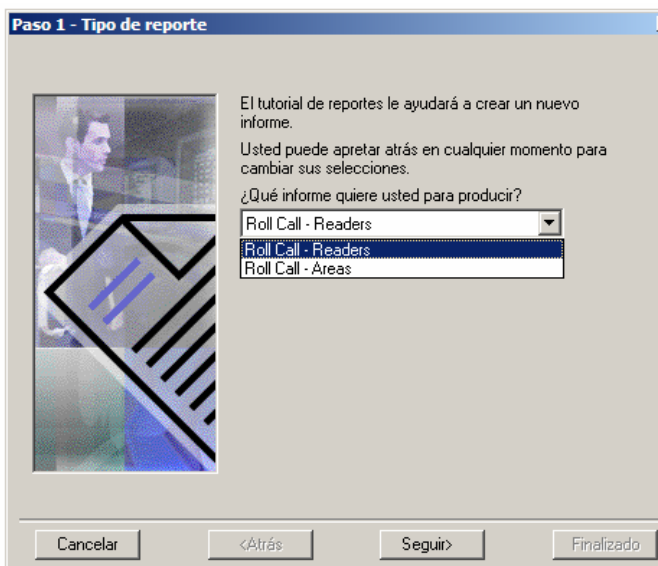 Paso 1 - Tipo de reporte
El tutorial de reportes le ayudará a crear un nuevo
informe.
Usted puede apretar atrás en cualquier momento para
cambiar sus selecciones.
¿Qué informe quiere usted para producir?
Roll Call - Readers
Roll Call - Readers
Roll Call - Areas
Cancelar
<Atrás
Seguir>
Finalizado